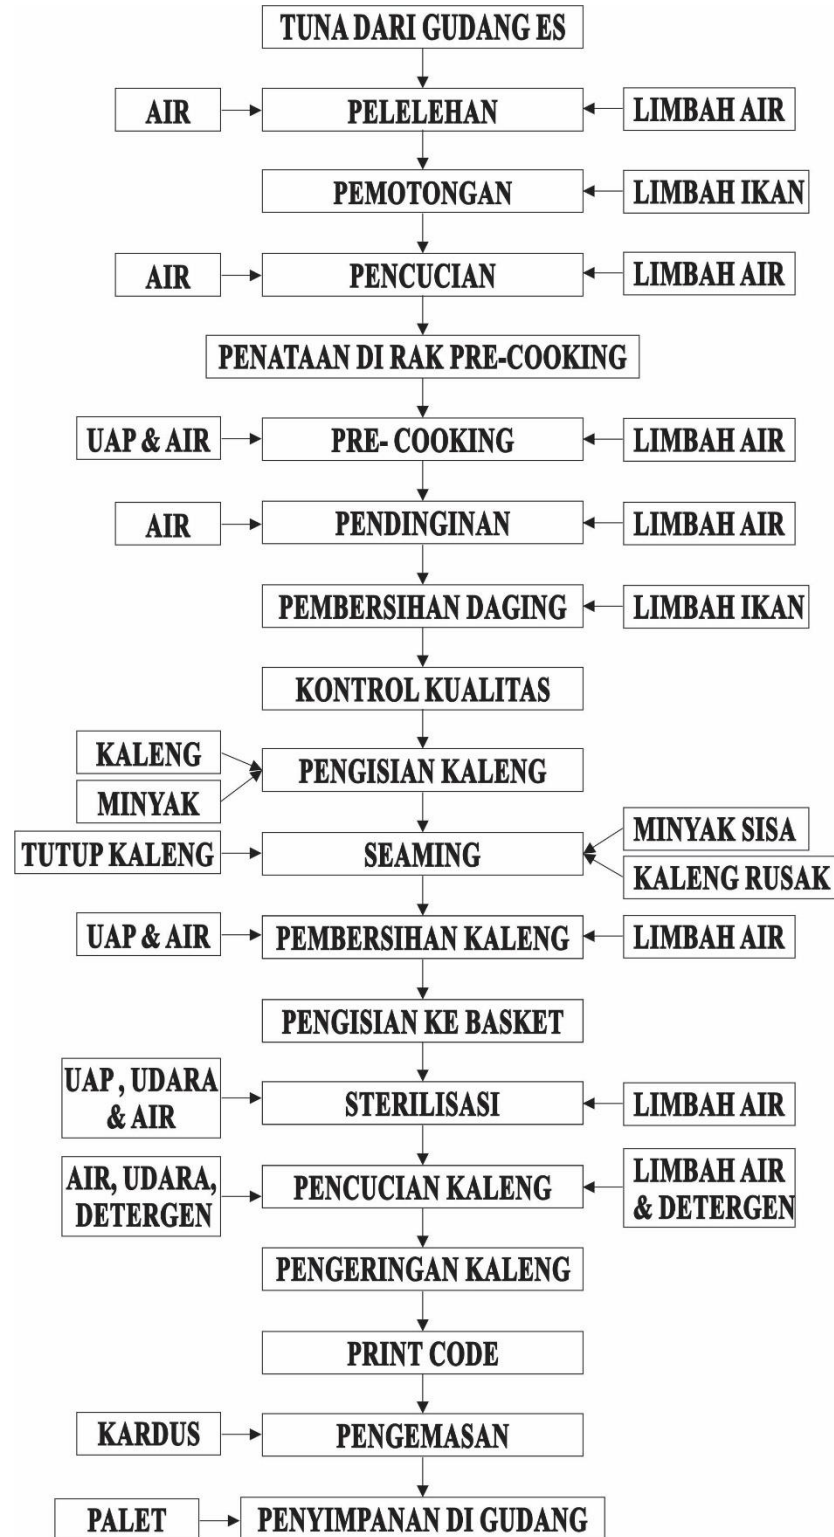 TUNA DARI GUDANG ES
AIR
PELELEHAN
LIMBAH AIR
PEMOTONGAN
LIMBAH IKAN
AIR
PENCUCIAN
LIMBAH AIR
PENATAAN DI RAK PRE-COOKING
UAP & AIR
PRE- COOKING
LIMBAH AIR
AIR
PENDINGINAN
LIMBAH AIR
PEMBERSIHAN DAGING
LIMBAH IKAN
KONTROL KUALITAS
KALENG
MINYAK
PENGISIAN KALENG
TUTUP KALENG
SEAMING
MINYAK SISA
KALENG RUSAK
UAP & AIR
PEMBERSIHAN KALENG
LIMBAH AIR
PENGISIAN KE BASKET
UAP , UDARA
& AIR
STERILISASI
LIMBAH AIR
AIR, UDARA,
DETERGEN
PENCUCIAN KALENG
LIMBAH AIR
& DETERGEN
PENGERINGAN KALENG
PRINT CODE
KARDUS
PENGEMASAN
PALET
PENYIMPANAN DI GUDANG